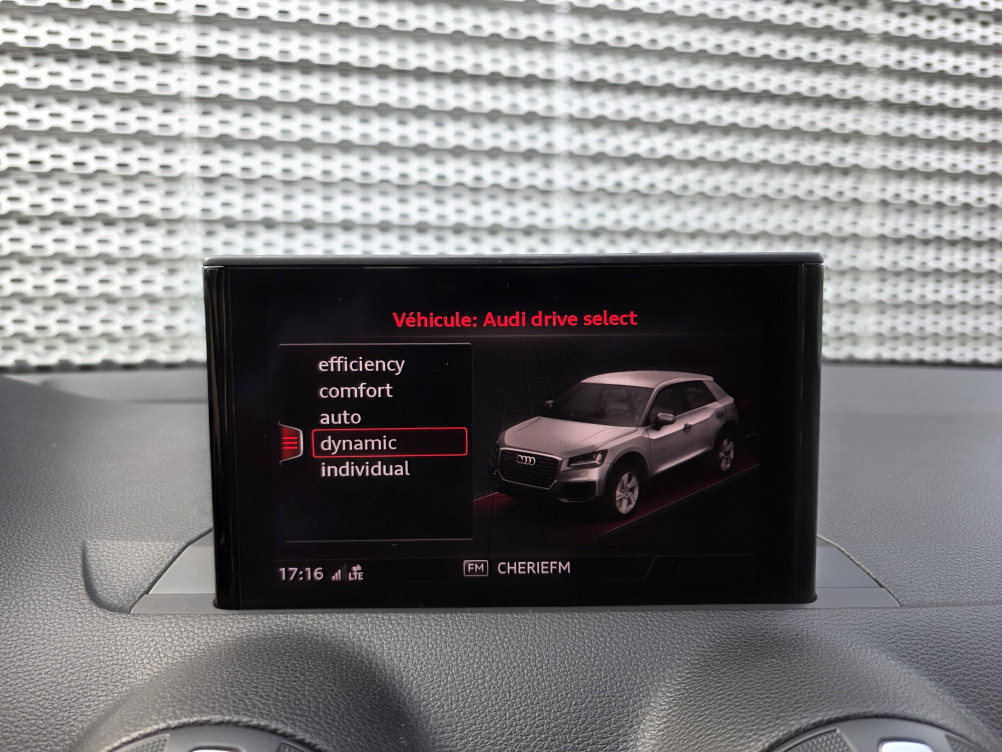 Véhicule: Audi drive select
efficiency
comfort
auto
dynamic
individual
17:16 LTE FM CHERIEFM